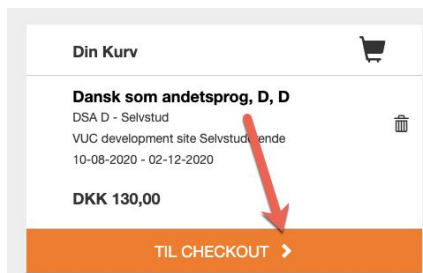 Din Kurv
Dansk som andetsprog, D, D
DSA D - Selvstud
VUC development site Selvstuderende
10-08-2020 - 02-12-2020
DKK 130,00
TIL CHECKOUT